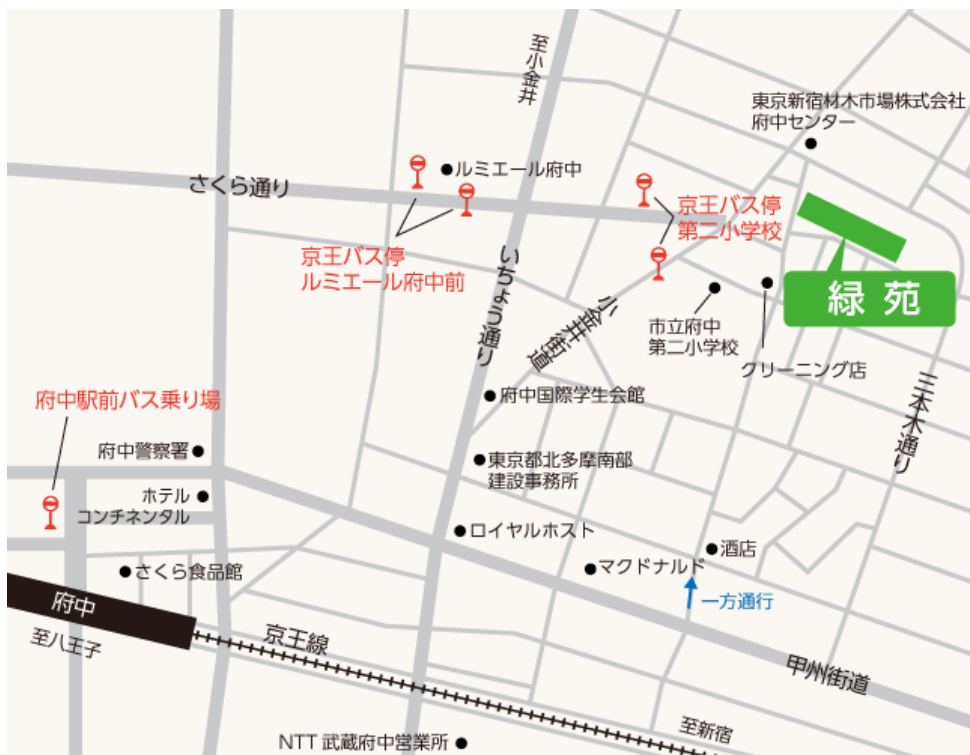 至小金井
東京新宿材木市場株式会社
府中センター
ルミエール府中
さくら通り
京王バス停
第二小学校
京王バス停
ルミエール府中前
いちょう通り
緑苑
小金井街道
市立府中
第二小学校
クリーニング店
三本木通り
府中駅前バス乗り場
府中国際学生会館
府中警察署
東京都北多摩南部
建設事務所
ホテル
コンチネンタル
ロイヤルホスト
酒店
マクドナルド
さくら食品館
一方通行
府中
至八王子
京王線
甲州街道
至新宿
NTT 武蔵府中営業所